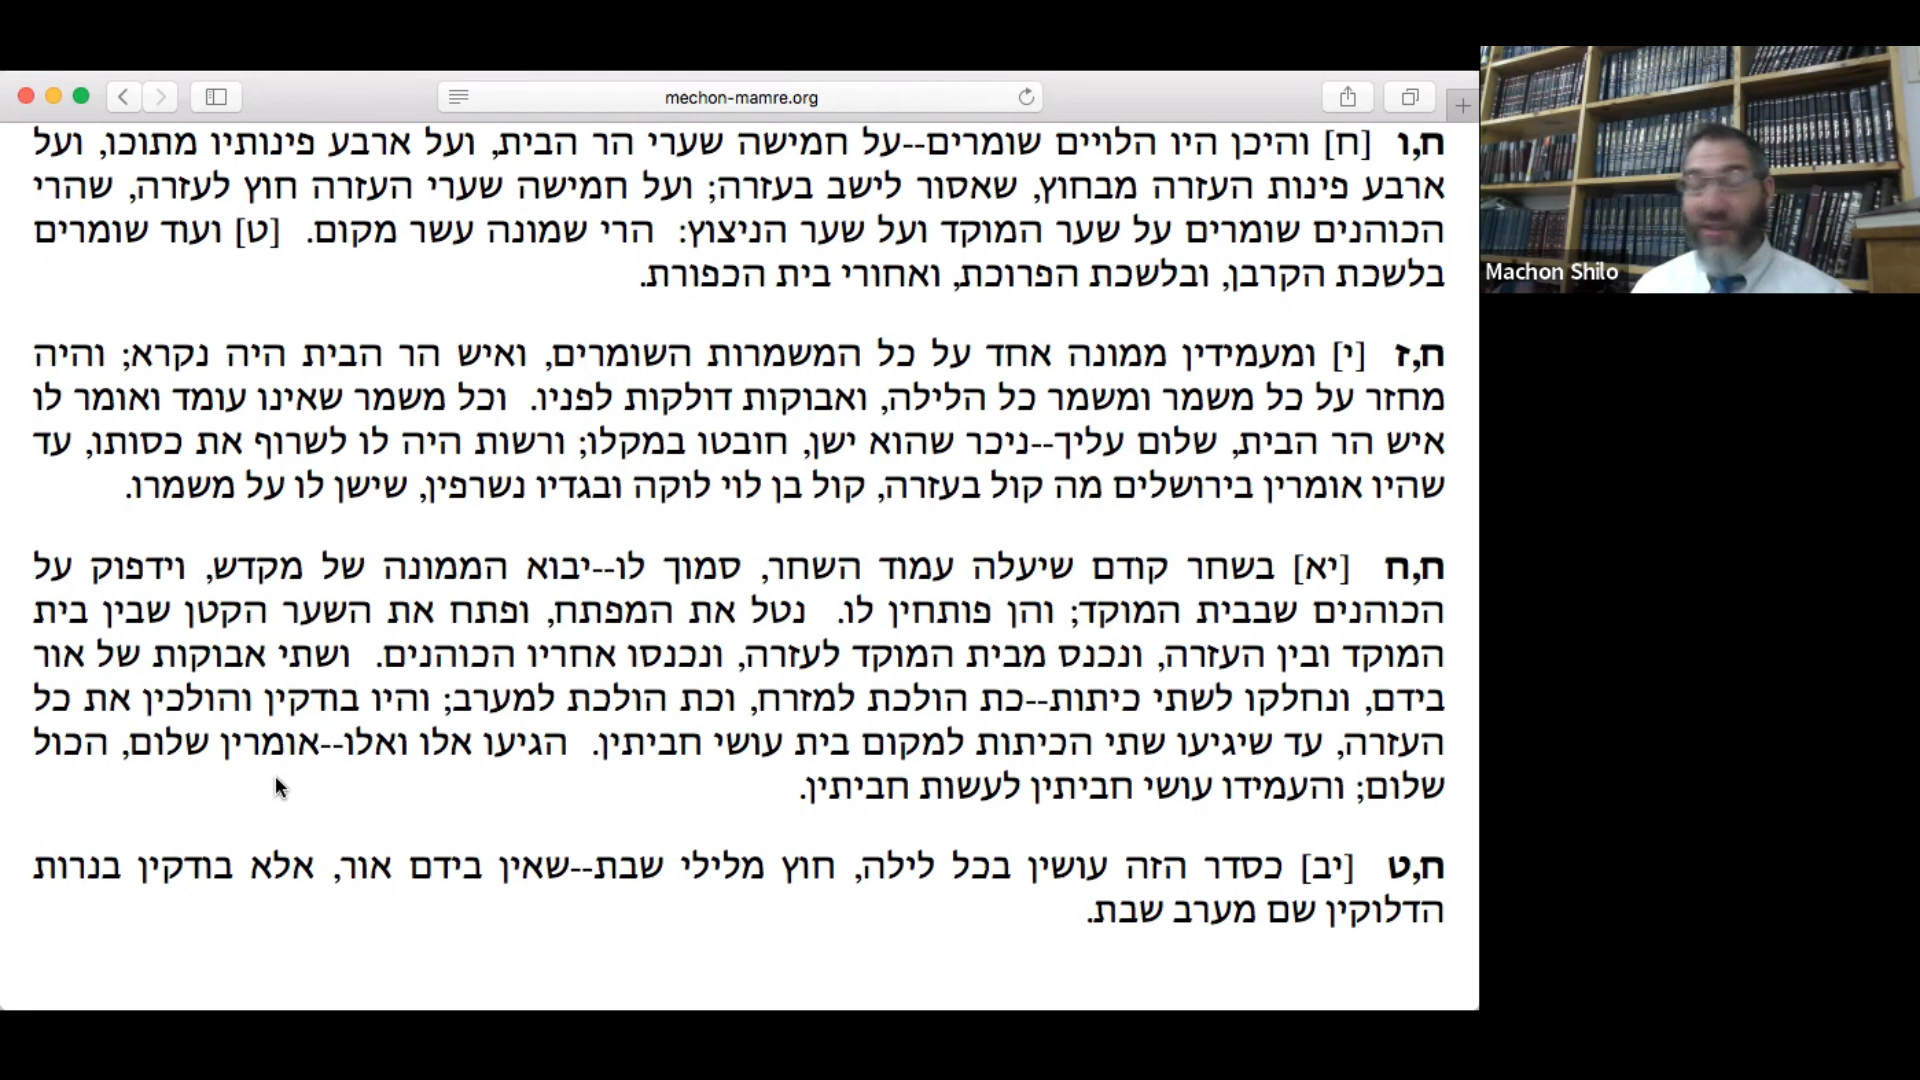 mechon-mamre.org
ח,ו [ח] והיכן היו הלויים שומרים--על חמישה שערי הר הבית, ועל ארבע פינותיו מתוכו, ועל
ארבע פינות העזרה מבחוץ, שאסור לישב בעזרה; ועל חמישה שערי העזרה חוץ לעזרה, שהרי
הכוהנים שומרים על שער המוקד ועל שער הניצוץ: הרי שמונה עשר מקום. [ט] ועוד שומרים
בלשכת הקרבן, ובלשכת הפרוכת, ואחורי בית הכפורת.
ח,ז [י] ומעמידין ממונה אחד על כל המשמרות השומרים, ואיש הר הבית היה נקרא; והיה
מחזר על כל משמר ומשמר כל הלילה, ואבוקות דולקות לפניו. וכל משמר שאינו עומד ואומר לו
איש הר הבית, שלום עליך--ניכר שהוא ישן, חובטו במקלו; ורשות היה לו לשרוף את כסותו, עד
שהיו אומרין בירושלים מה קול בעזרה, קול בן לוי לוקה ובגדיו נשרפין, שישן לו על משמרו.
ח,ח [יא] בשחר קודם שיעלה עמוד השחר, סמוך לו--יבוא הממונה של מקדש, וידפוק על
הכוהנים שבבית המוקד; והן פותחין לו. נטל את המפתח, ופתח את השער הקטן שבין בית
המוקד ובין העזרה, ונכנס מבית המוקד לעזרה, ונכנסו אחריו הכוהנים. ושתי אבוקות של אור
בידם, ונחלקו לשתי כיתות--כת הולכת למזרח, וכת הולכת למערב; והיו בודקין והולכין את כל
העזרה, עד שיגיעו שתי הכיתות למקום בית עושי חביתין. הגיעו אלו ואלו--אומרין שלום, הכול
שלום; והעמידו עושי חביתין לעשות חביתין.
ח,ט [יב] כסדר הזה עושין בכל לילה, חוץ מלילי שבת--שאין בידם אור, אלא בודקין בנרות
הדלוקין שם מערב שבת.
Machon Shilo